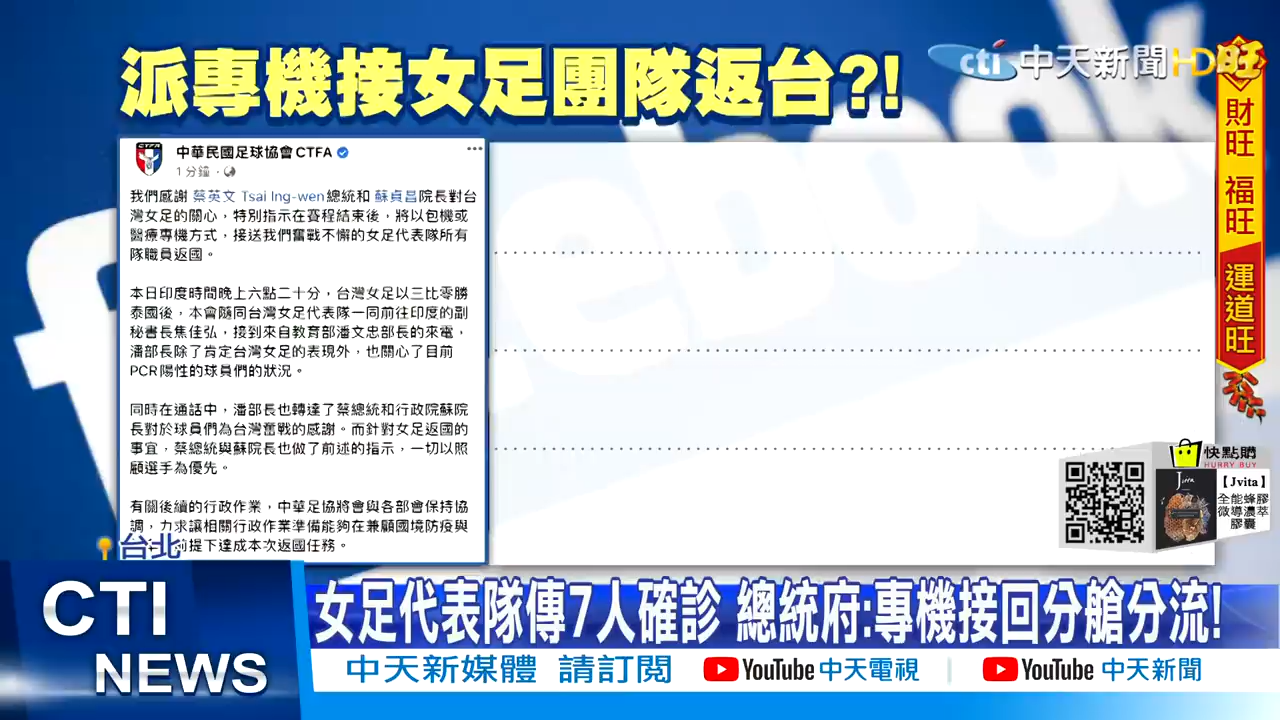 派專機接女足團隊返台?!
cti 中天新聞HD
旺
財旺 福旺 運道旺
中華民國足球協會CTFA
1 分鐘
我們感謝 蔡英文 Tsai Ing-wen總統和 蘇貞昌院長對台
灣女足的關心，特別指示在賽程結束後，將以包機或
醫療專機方式，接送我們奮戰不懈的女足代表隊所有
隊職員返國。
本日印度時間晚上六點二十分，台灣女足以三比零勝
泰國後，本會隨同台灣女足代表隊一同前往印度的副
秘書長焦佳弘，接到來自教育部潘文忠部長的來電，
潘部長除了肯定台灣女足的表現外，也關心了目前
PCR陽性的球員們的狀況。
同時在通話中，潘部長也轉達了蔡總統和行政院蘇院
長對於球員們為台灣奮戰的感謝。而針對女足返國的
事宜，蔡總統與蘇院長也做了前述的指示，一切以照
顧選手為優先。
有關後續的行政作業，中華足協將會與各部會保持協
調，力求讓相關行政作業準備能夠在兼顧國境防疫與
前提下達成本次返國任務。
快點購
HURRY BUY
Jvita
【Jvita】
全能蜂膠
微導濃萃
膠囊
台北
CTI
NEWS
女足代表隊傳7人確診 總統府:專機接回分艙分流!
中天新媒體 請訂閱 YouTube 中天電視 YouTube 中天新聞